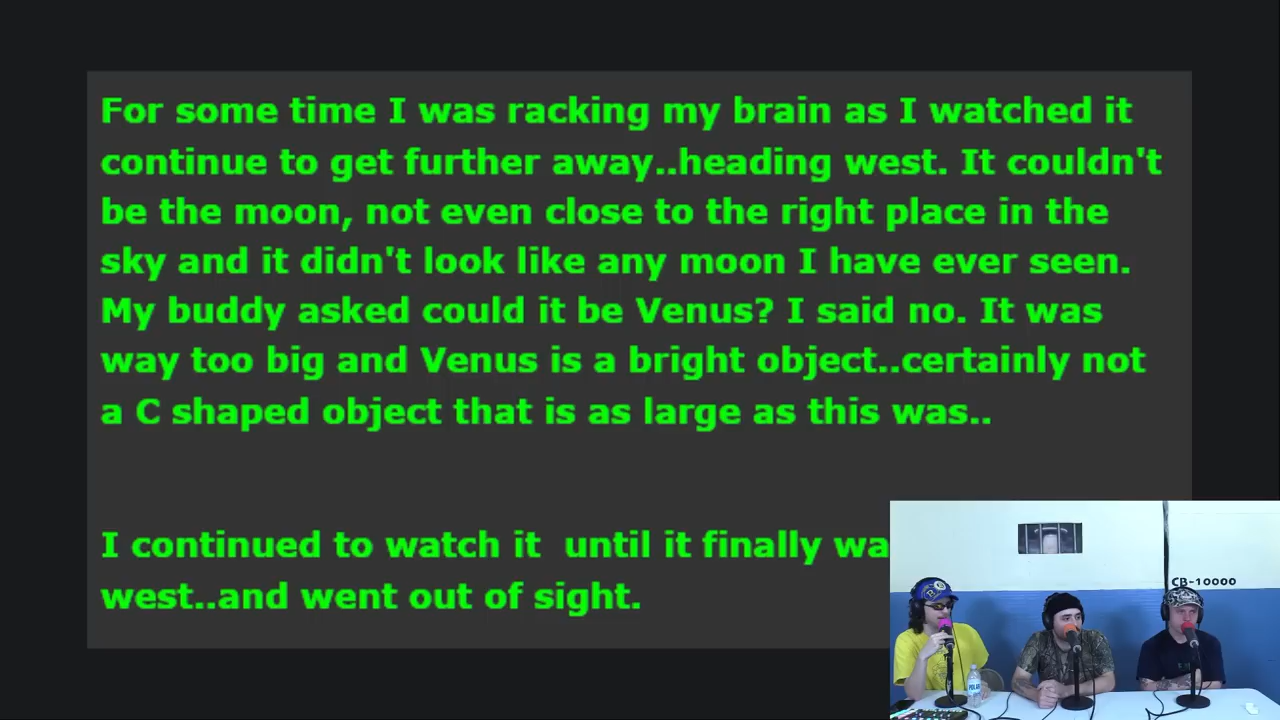 For some time I was racking my brain as I watched it
continue to get further away..heading west. It couldn't
be the moon, not even close to the right place in the
sky and it didn't look like any moon I have ever seen.
My buddy asked could it be Venus? I said no. It was
way too big and Venus is a bright object..certainly not
a C shaped object that is as large as this was..
I continued to watch it  until it finally wa
west..and went out of sight.
CB-10000